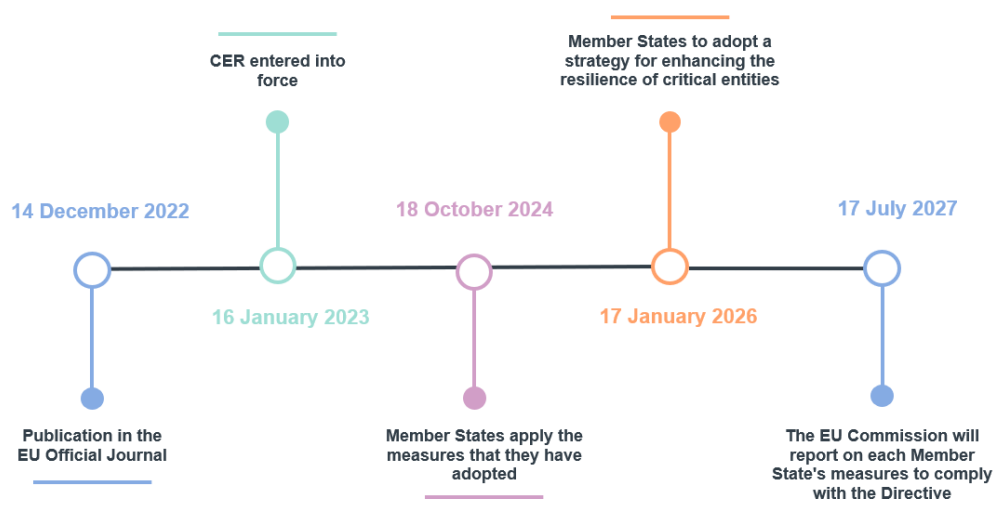 14 December 2022
Publication in the
EU Official Journal
CER entered into
force
16 January 2023
18 October 2024
Member States apply the
measures that they have
adopted
Member States to adopt a
strategy for enhancing the
resilience of critical entities
17 January 2026
17 July 2027
The EU Commission will
report on each Member
State's measures to comply
with the Directive